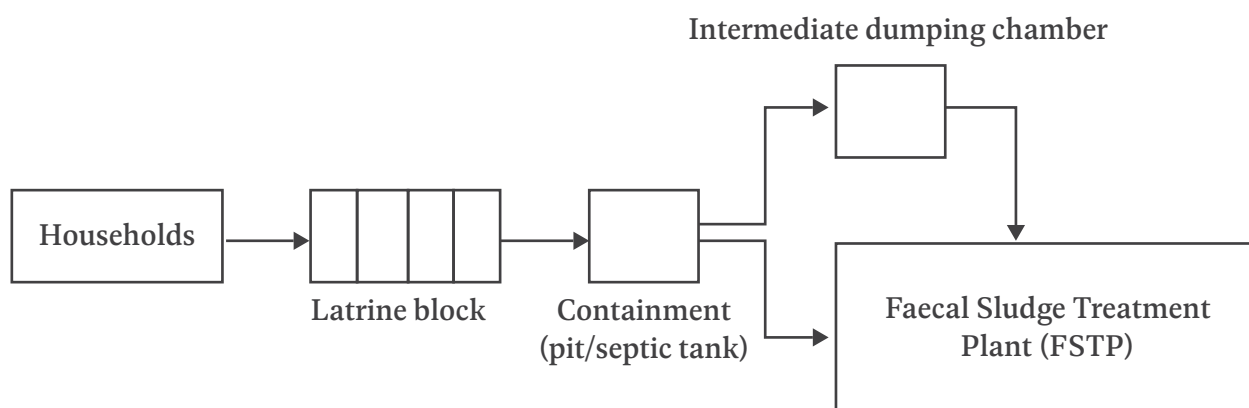 Intermediate dumping chamber
Households
Latrine block
Containment
(pit/septic tank)
Faecal Sludge Treatment
Plant (FSTP)